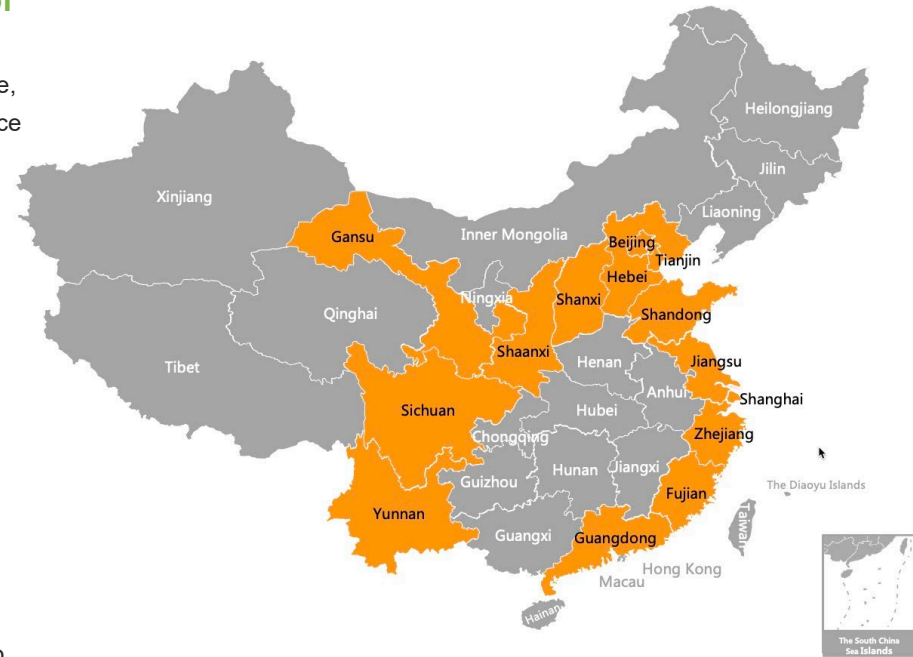 e,
ce
Heilongjiang
Jilin
Liaoning
Xinjiang
Gansu
Inner Mongolia
Beijing
Tianjin
Hebei
Ningxia
Shanxi
Qinghai
Shandong
Shaanxi
Tibet
Henan
Jiangsu
Anhui
Shanghai
Sichuan
Hubei
Chongqing
Zhejiang
Guizhou
Hunan
Jiangxi
The Diaoyu Islands
Fujian
Yunnan
Taiwan
Guangxi
Guangdong
Hong Kong
Macau
Hainan
The South China
Sea Islands